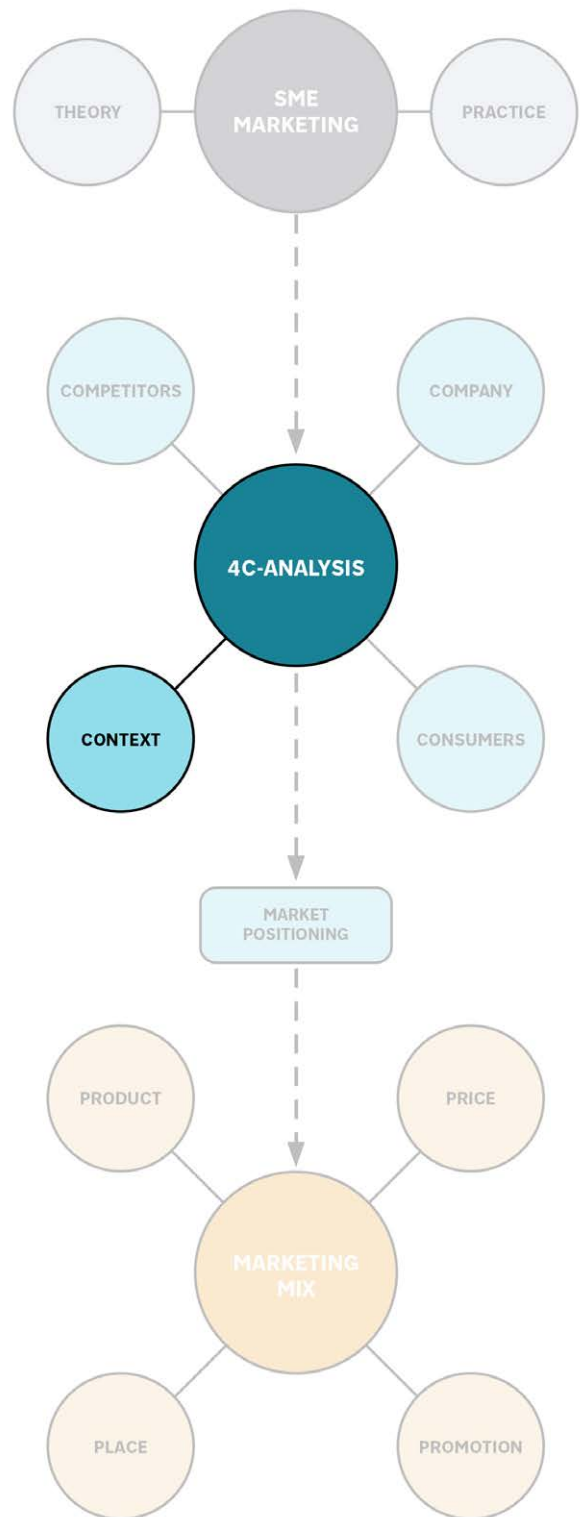 THEORY
SME
MARKETING
PRACTICE
COMPETITORS
COMPANY
4C-ANALYSIS
CONTEXT
CONSUMERS
MARKET
POSITIONING
PRODUCT
PRICE
MARKETING
MIX
PLACE
PROMOTION